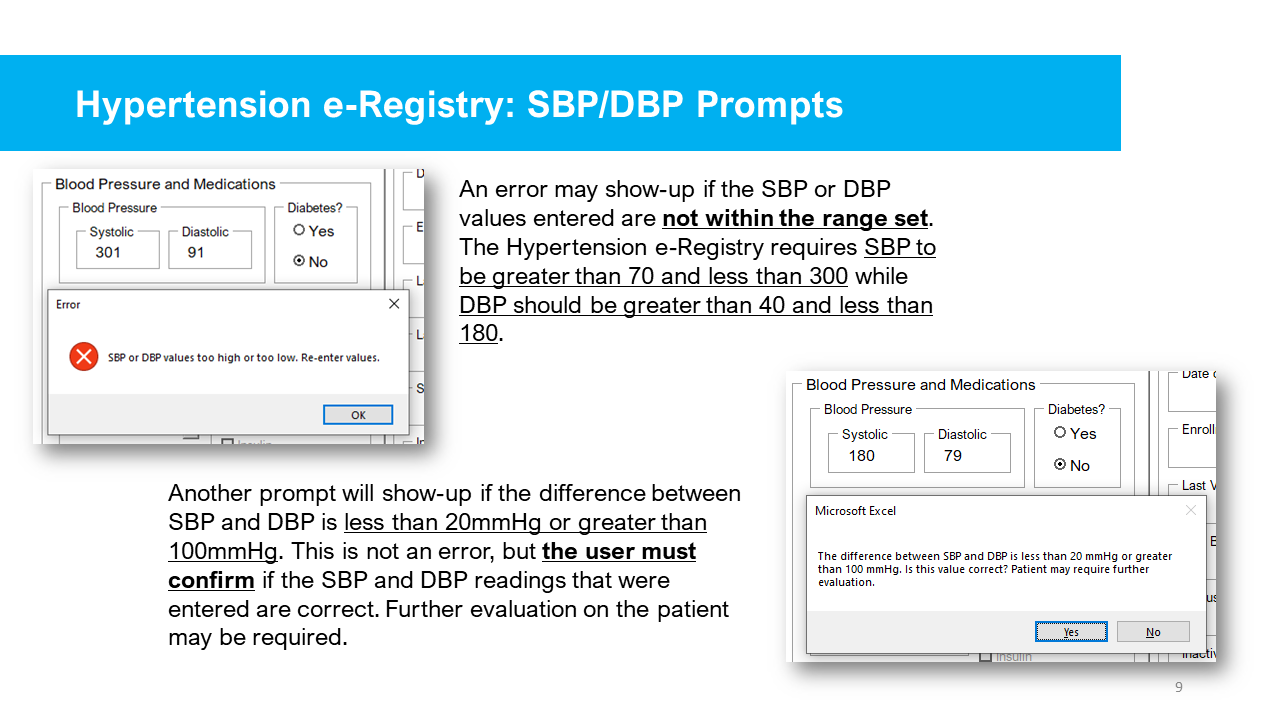 Hypertension e-Registry: SBP/DBP Prompts
Blood Pressure and Medications
Blood Pressure
Diabetes?
Systolic
Diastolic
301
91
Yes
No
Error
SBP or DBP values too high or too low. Re-enter values.
OK
Insulin
An error may show-up if the SBP or DBP
values entered are not within the range set.
The Hypertension e-Registry requires SBP to
be greater than 70 and less than 300 while
DBP should be greater than 40 and less than
180.
Blood Pressure and Medications
Blood Pressure
Diabetes?
Systolic
Diastolic
180
79
Yes
No
Date
Enroll
Last V
Microsoft Excel
The difference between SBP and DBP is less than 20 mmHg or greater
than 100 mmHg. Is this value correct? Patient may require further
evaluation.
Yes
No
Insulin
Another prompt will show-up if the difference between
SBP and DBP is less than 20mmHg or greater than
100mmHg. This is not an error, but the user must
confirm if the SBP and DBP readings that were
entered are correct. Further evaluation on the patient
may be required.
9